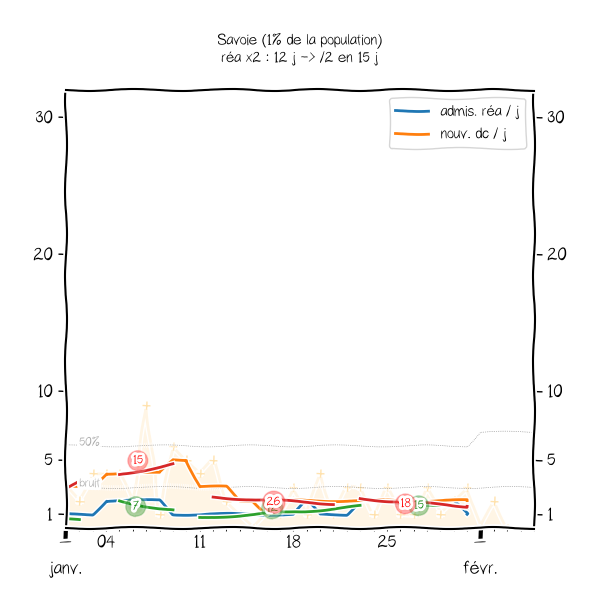 Savoie (1% de la population)
réa x2 : 12 j -> /2 en 15 j
admis. réa / j
nouv. dc / j
30
30
20
20
10
10
50%
5
5
15
bruit
7
26
18
15
1
1
04
11
18
25
janv.
févr.